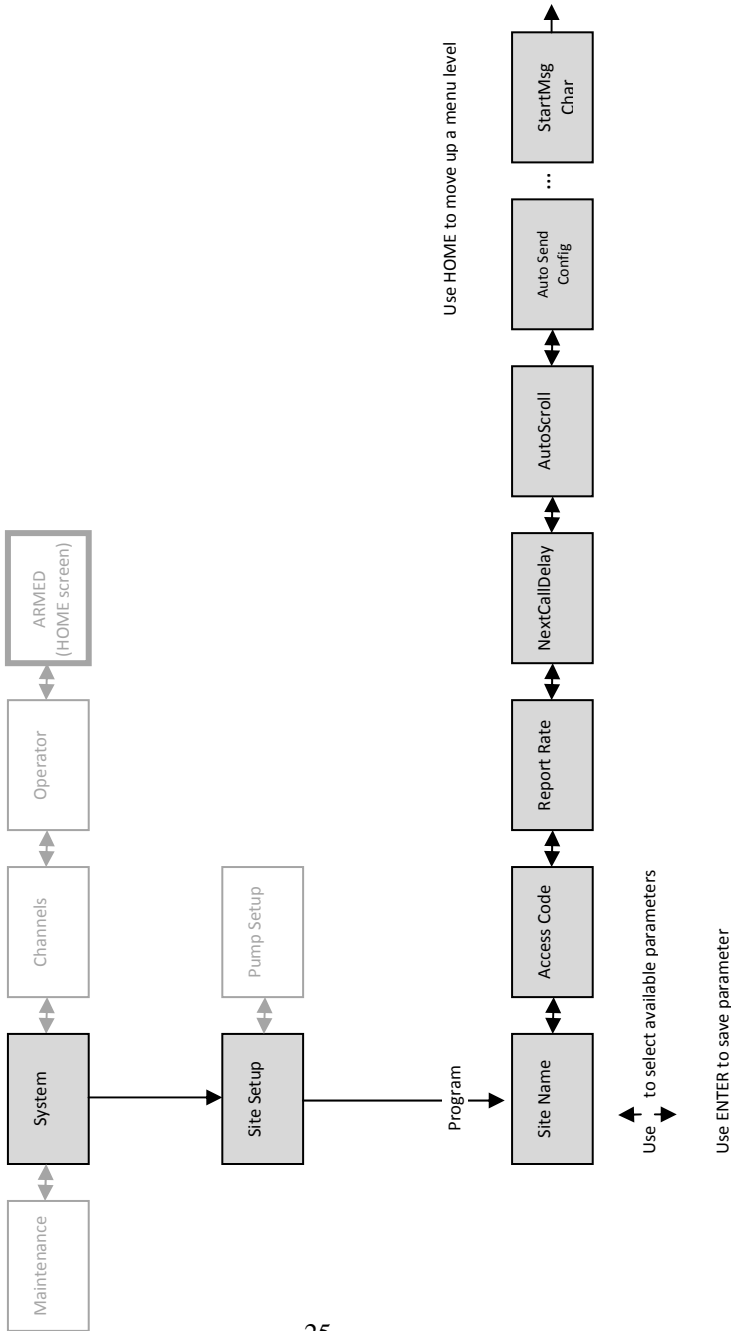 Maintenance
System
Channels
Operator
ARMED
(HOME screen)
Site Setup
Pump Setup
Program
Site Name
Access Code
Report Rate
NextCallDelay
AutoScroll
Auto Send
Config
...
StartMsg
Char
Use to select available parameters
Use HOME to move up a menu level
Use ENTER to save parameter
25